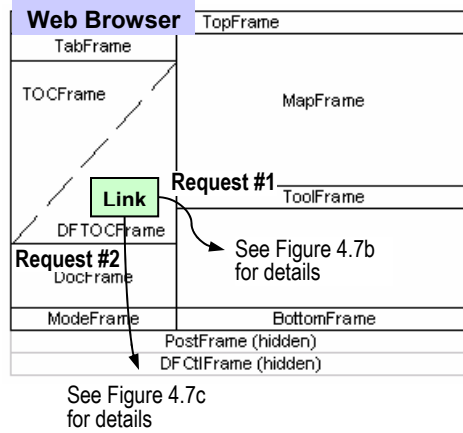 Web Browser
TopFrame
TabFrame
TOCFrame
MapFrame
Request #1
Link
ToolFrame
DFTOCFrame
See Figure 4.7b
for details
Request #2
DocFrame
ModeFrame
BottomFrame
PostFrame (hidden)
DFCtlFrame (hidden)
See Figure 4.7c
for details